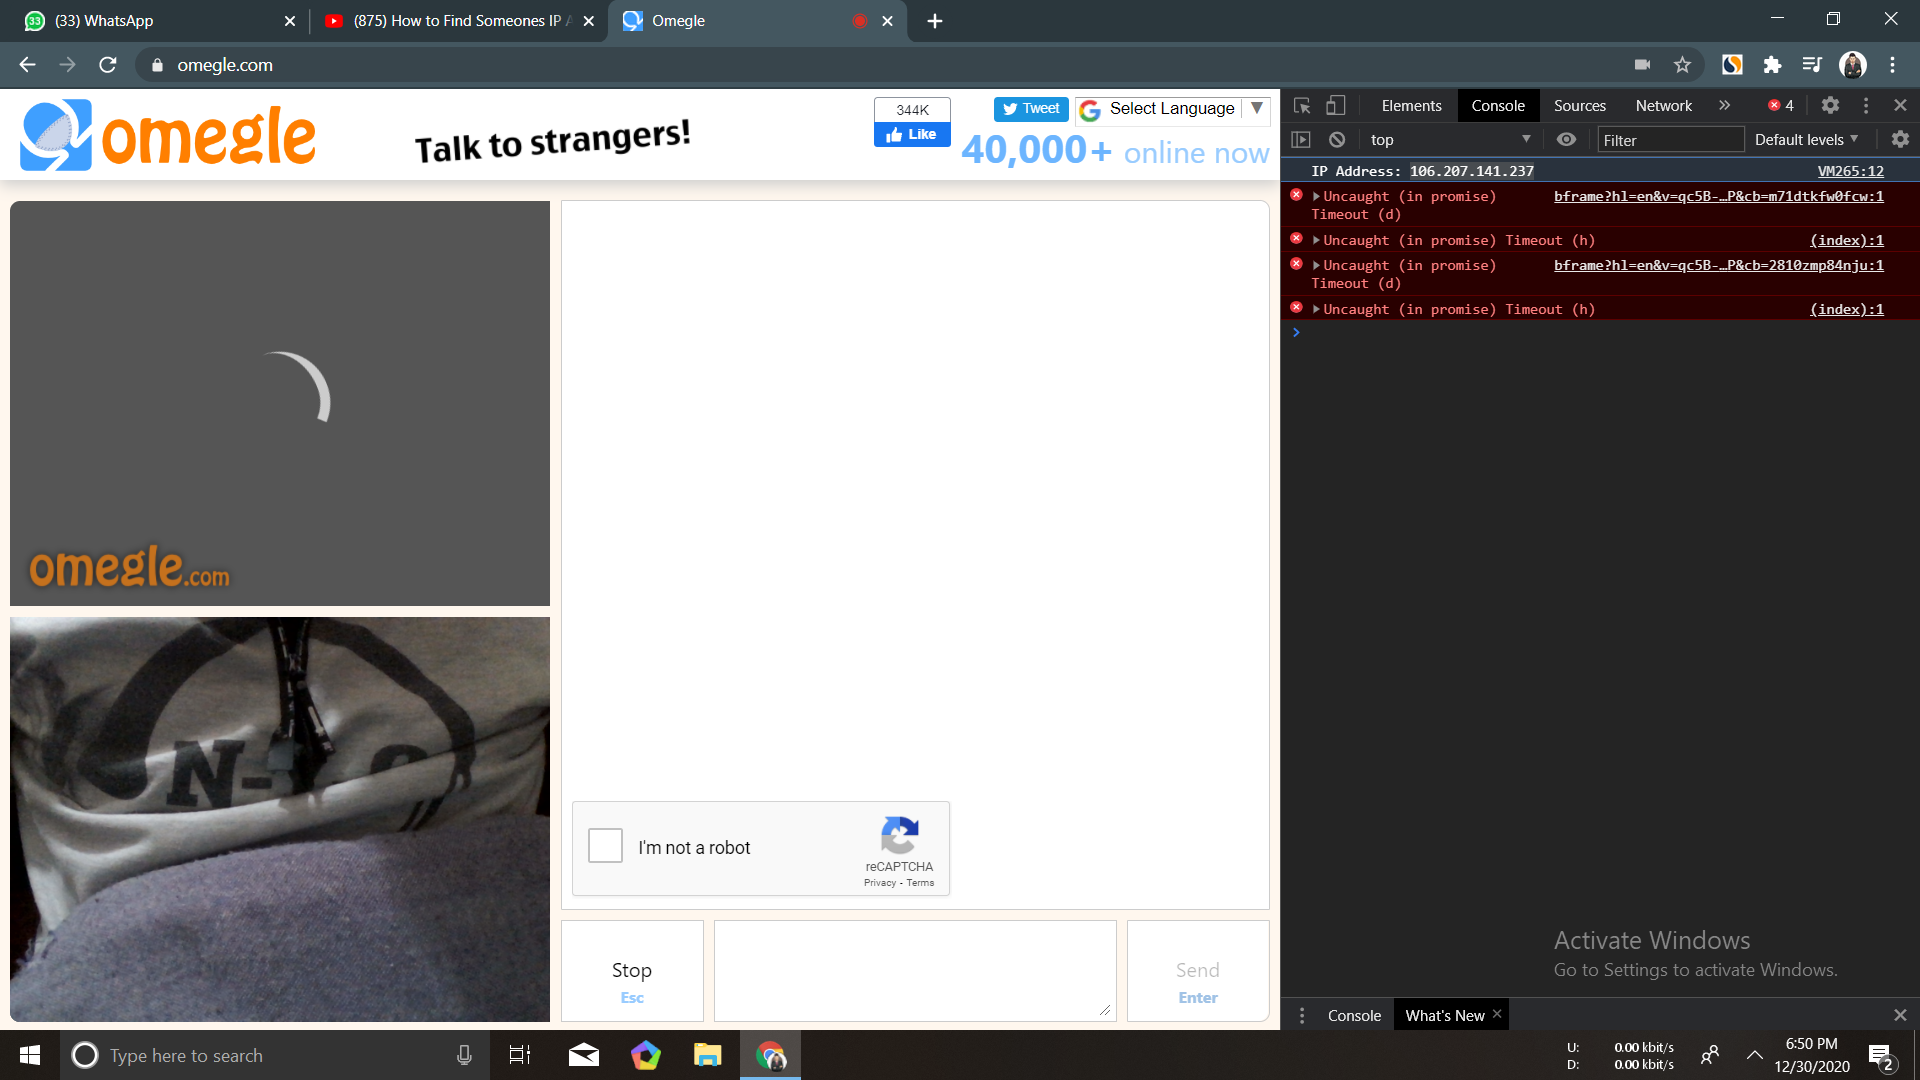 (33) WhatsApp
(875) How to Find Someones IP A
Omegle
omegle.com
omegle
Talk to strangers!
344K
Like
Tweet
Select Language
40,000+ online now
omegle.com
I'm not a robot
reCAPTCHA
Privacy - Terms
Stop
Esc
Send
Enter
Elements
Console
Sources
Network
4
top
Filter
Default levels
IP Address: 106.207.141.237 VM265:12
Uncaught (in promise) bframe?hl=en&v=qc5B-…P&cb=m71dtkfw0fcw:1
Timeout (d)
Uncaught (in promise) Timeout (h) (index):1
Uncaught (in promise) bframe?hl=en&v=qc5B-…P&cb=2810zmp84nju:1
Timeout (d)
Uncaught (in promise) Timeout (h) (index):1
Activate Windows
Go to Settings to activate Windows.
Console
What's New
Type here to search
U: 0.00 kbit/s
D: 0.00 kbit/s
6:50 PM
12/30/2020
2